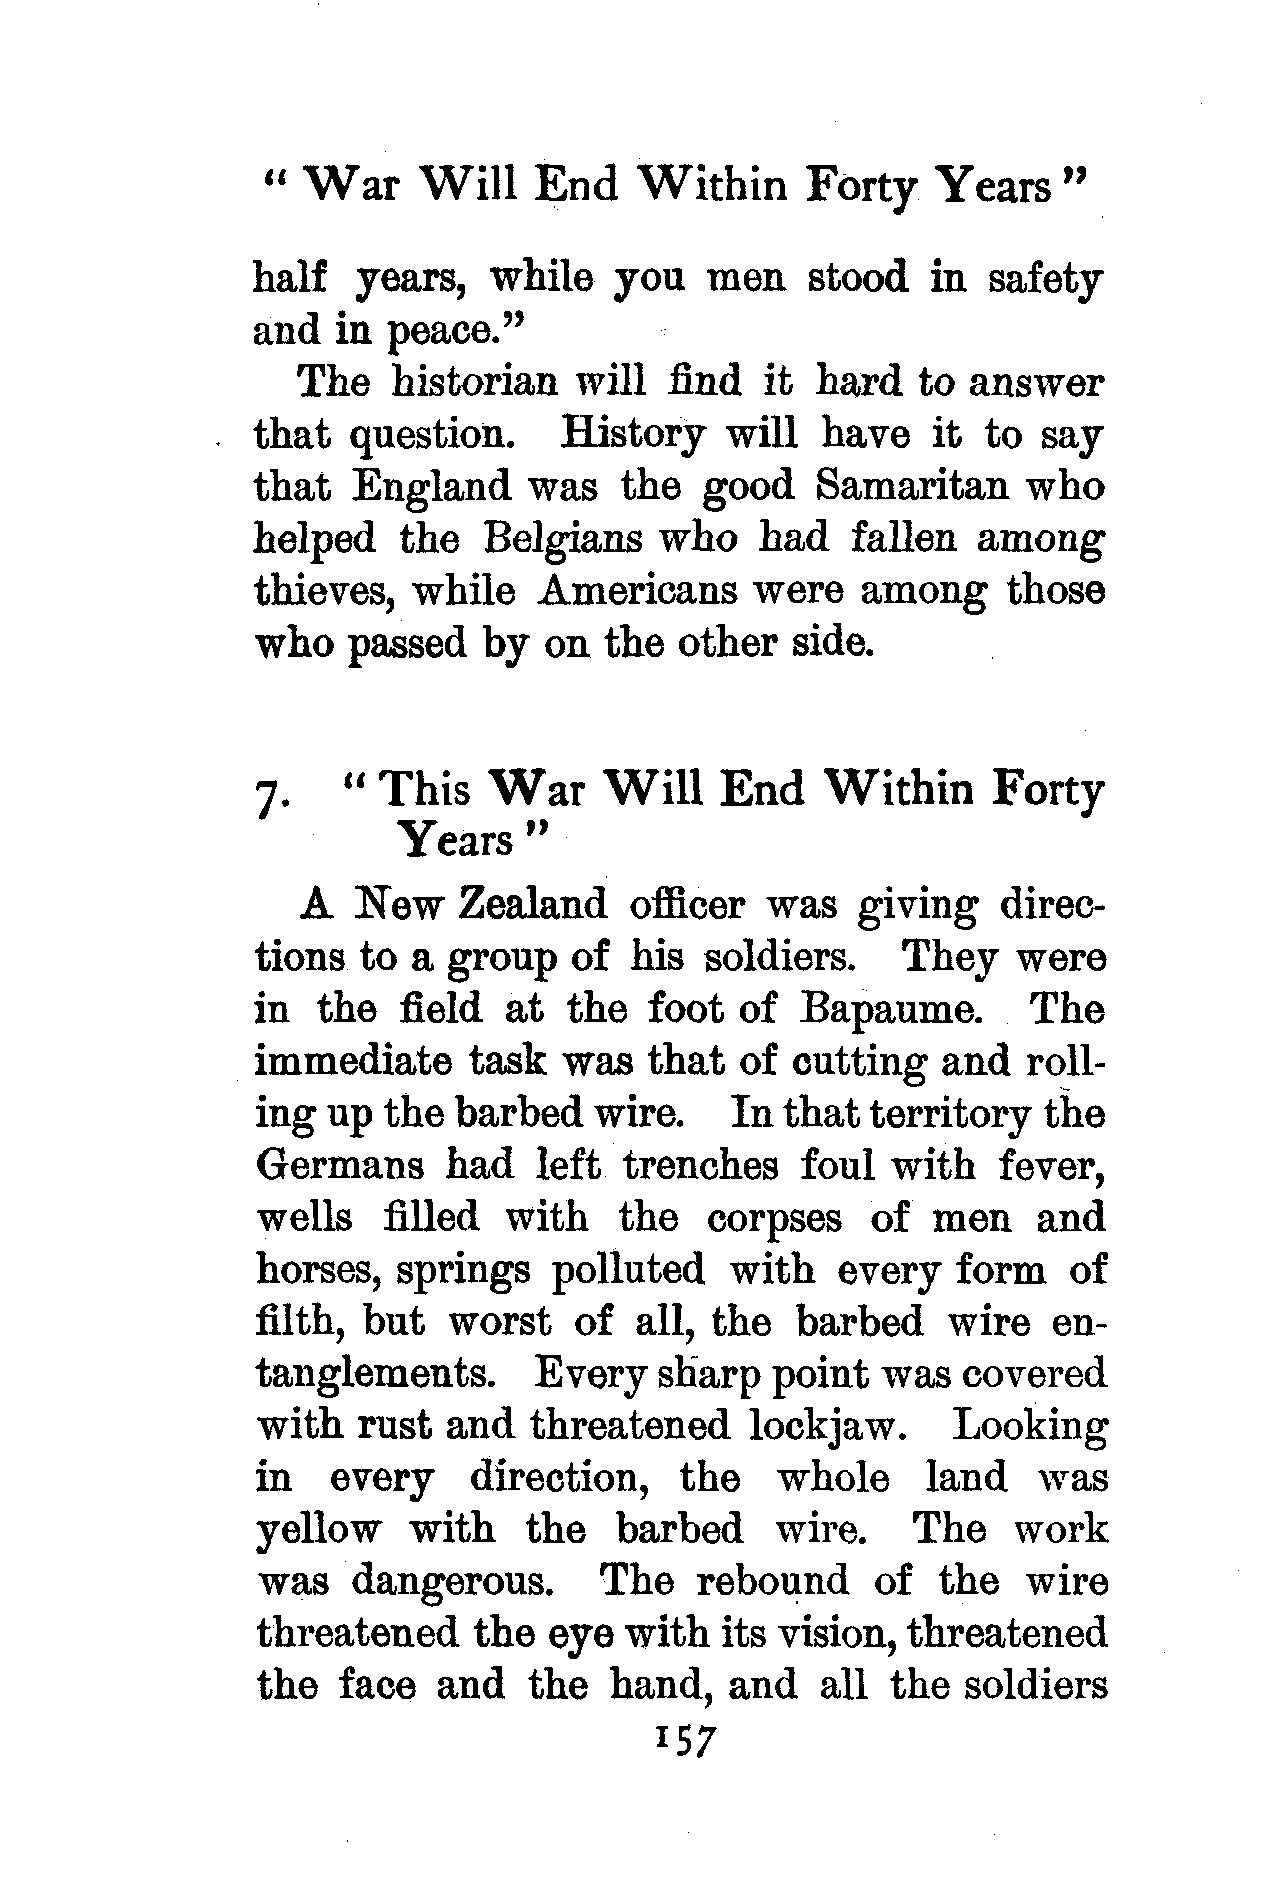 “ War Will End Within Forty Years ”
half years, while you men stood in safety
and in peace.”
The historian will find it hard to answer
that question. History will have it to say
that England was the good Samaritan who
helped the Belgians who had fallen among
thieves, while Americans were among those
who passed by on the other side.
7. “ This War Will End Within Forty
Years ”
A New Zealand officer was giving direc-
tions to a group of his soldiers. They were
in the field at the foot of Bapaume. The
immediate task was that of cutting and roll-
ing up the barbed wire. In that territory the
Germans had left trenches foul with fever,
wells filled with the corpses of men and
horses, springs polluted with every form of
filth, but worst of all, the barbed wire en-
tanglements. Every sharp point was covered
with rust and threatened lockjaw. Looking
in every direction, the whole land was
yellow with the barbed wire. The work
was dangerous. The rebound of the wire
threatened the eye with its vision, threatened
the face and the hand, and all the soldiers
157